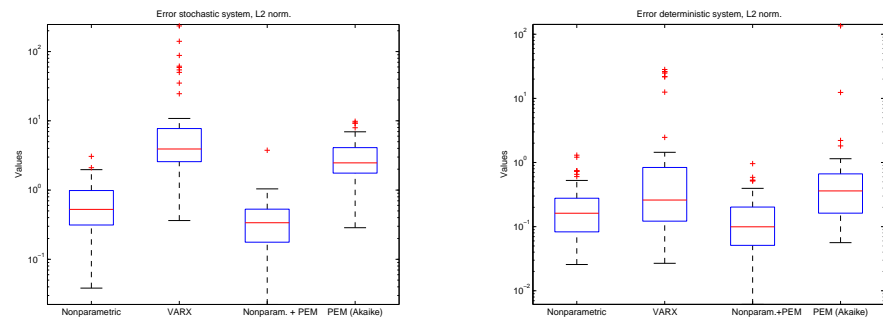 Error stochastic system, L2 norm.
Values
10^2
10^1
10^0
10^-1
Nonparametric VARX Nonparam. + PEM PEM (Akaike)
Error deterministic system, L2 norm.
Values
10^2
10^1
10^0
10^-1
10^-2
Nonparametric VARX Nonparam.+PEM PEM (Akaike)